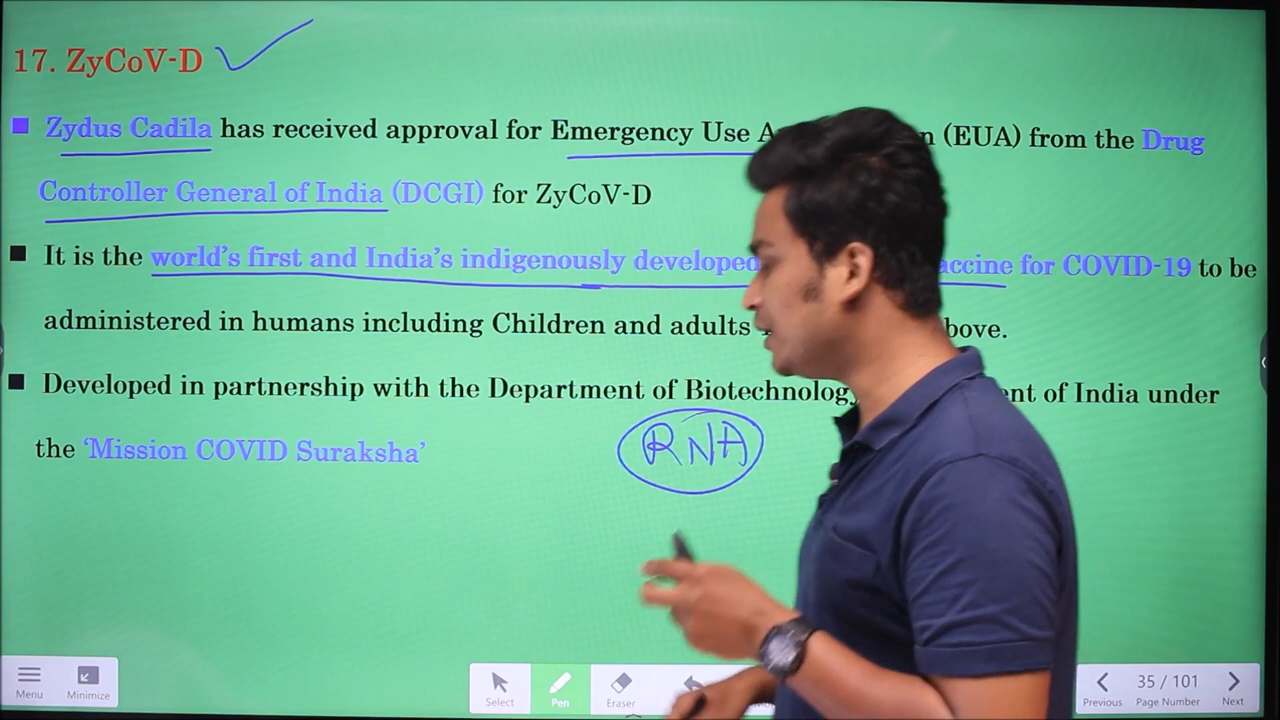 17. ZyCoV-D
Zydus Cadila has received approval for Emergency Use A n (EUA) from the Drug
Controller General of India (DCGI) for ZyCoV-D
It is the world's first and India's indigenously developed accine for COVID-19 to be
administered in humans including Children and adults bove.
Developed in partnership with the Department of Biotechnology nt of India under
the 'Mission COVID Suraksha'
RNA
Menu
Minimize
Select
Pen
Eraser
Previous
35 / 101
Page Number
Next